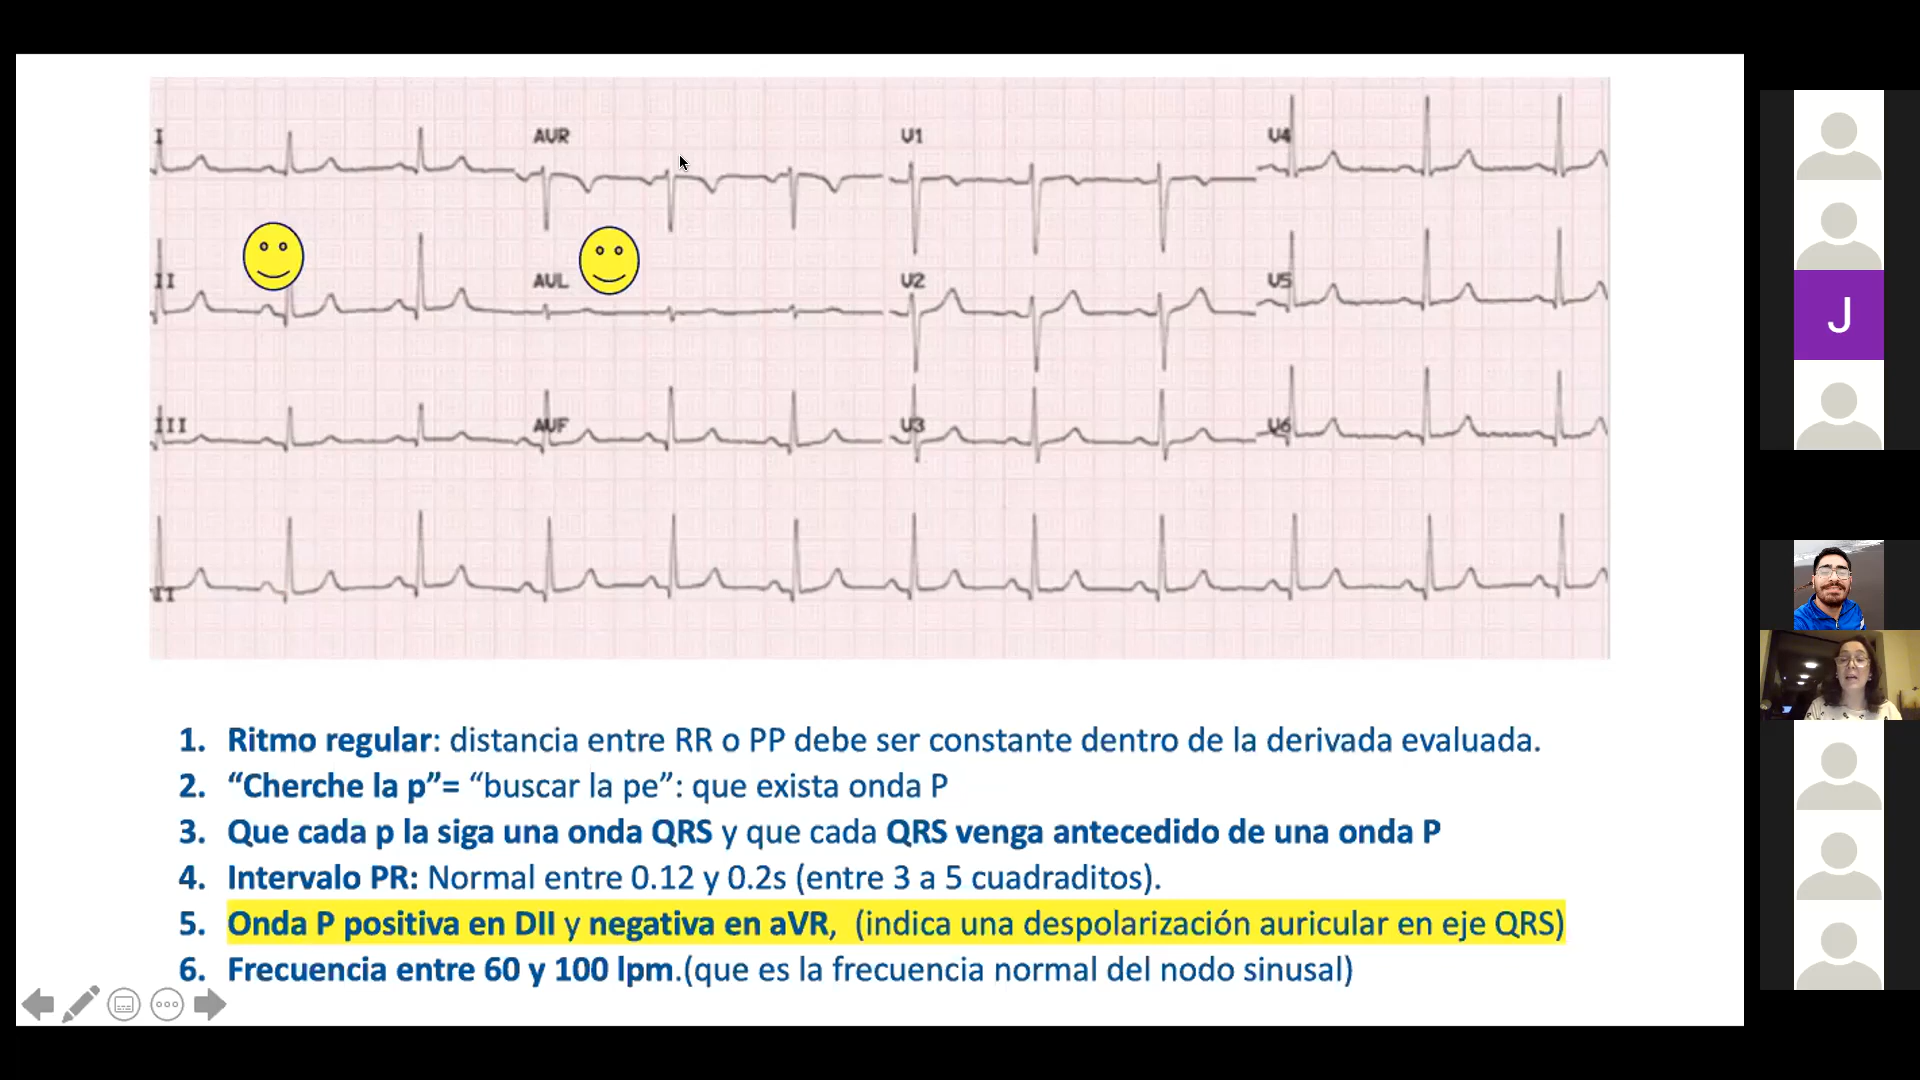 I AVR V1 V4
II AVL V2 V5
III AVF V3 V6
II
J
1. Ritmo regular: distancia entre RR o PP debe ser constante dentro de la derivada evaluada.
2. “Cherche la p”= “buscar la pe”: que exista onda P
3. Que cada p la siga una onda QRS y que cada QRS venga antecedido de una onda P
4. Intervalo PR: Normal entre 0.12 y 0.2s (entre 3 a 5 cuadraditos).
5. Onda P positiva en DII y negativa en aVR, (indica una despolarización auricular en eje QRS)
6. Frecuencia entre 60 y 100 lpm.(que es la frecuencia normal del nodo sinusal)